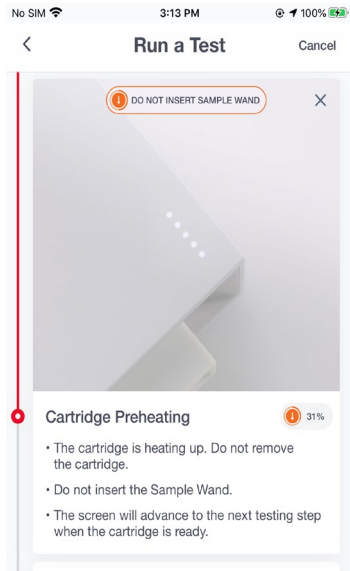 No SIM 3:13 PM 100%
Run a Test Cancel
DO NOT INSERT SAMPLE WAND
Cartridge Preheating 31%
• The cartridge is heating up. Do not remove
the cartridge.
• Do not insert the Sample Wand.
• The screen will advance to the next testing step
when the cartridge is ready.